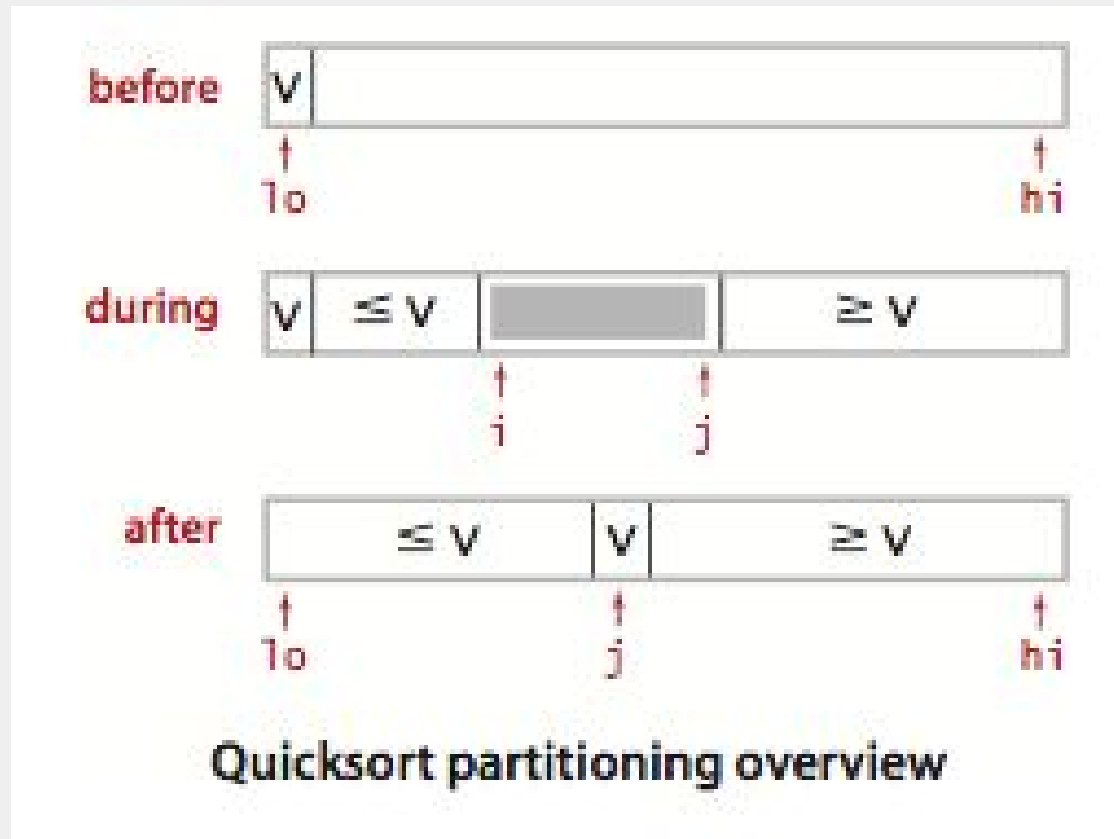 before v
lo hi
during v ≤ v ≥ v
i j
after ≤ v v ≥ v
lo j hi
Quicksort partitioning overview